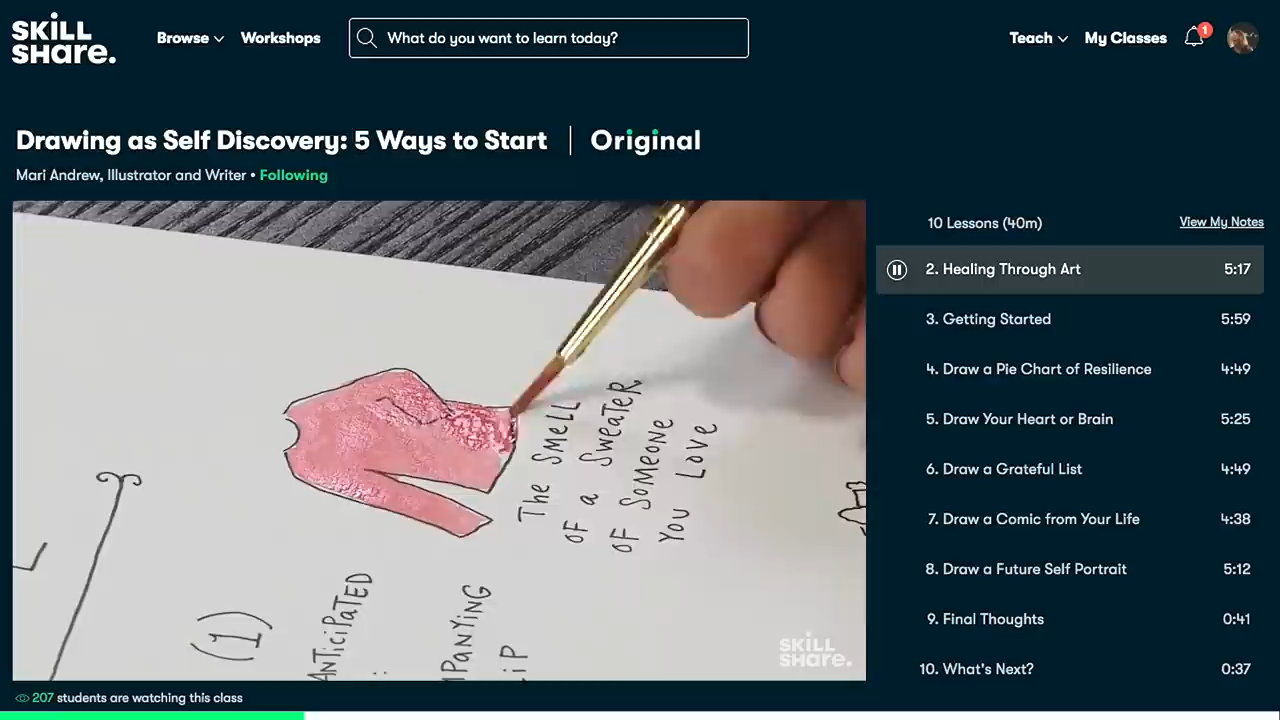 SKILL
SHARE.
Browse
Workshops
What do you want to learn today?
Teach
My Classes
1
Drawing as Self Discovery: 5 Ways to Start | Original
Mari Andrew, Illustrator and Writer • Following
10 Lessons (40m)
View My Notes
2. Healing Through Art 5:17
3. Getting Started 5:59
4. Draw a Pie Chart of Resilience 4:49
5. Draw Your Heart or Brain 5:25
6. Draw a Grateful List 4:49
7. Draw a Comic from Your Life 4:38
8. Draw a Future Self Portrait 5:12
9. Final Thoughts 0:41
10. What's Next? 0:37
THE SMELL
OF a SWEATER
OF SOMEONE
YOU LOVE
(1)
SKILL
SHARE.
207 students are watching this class